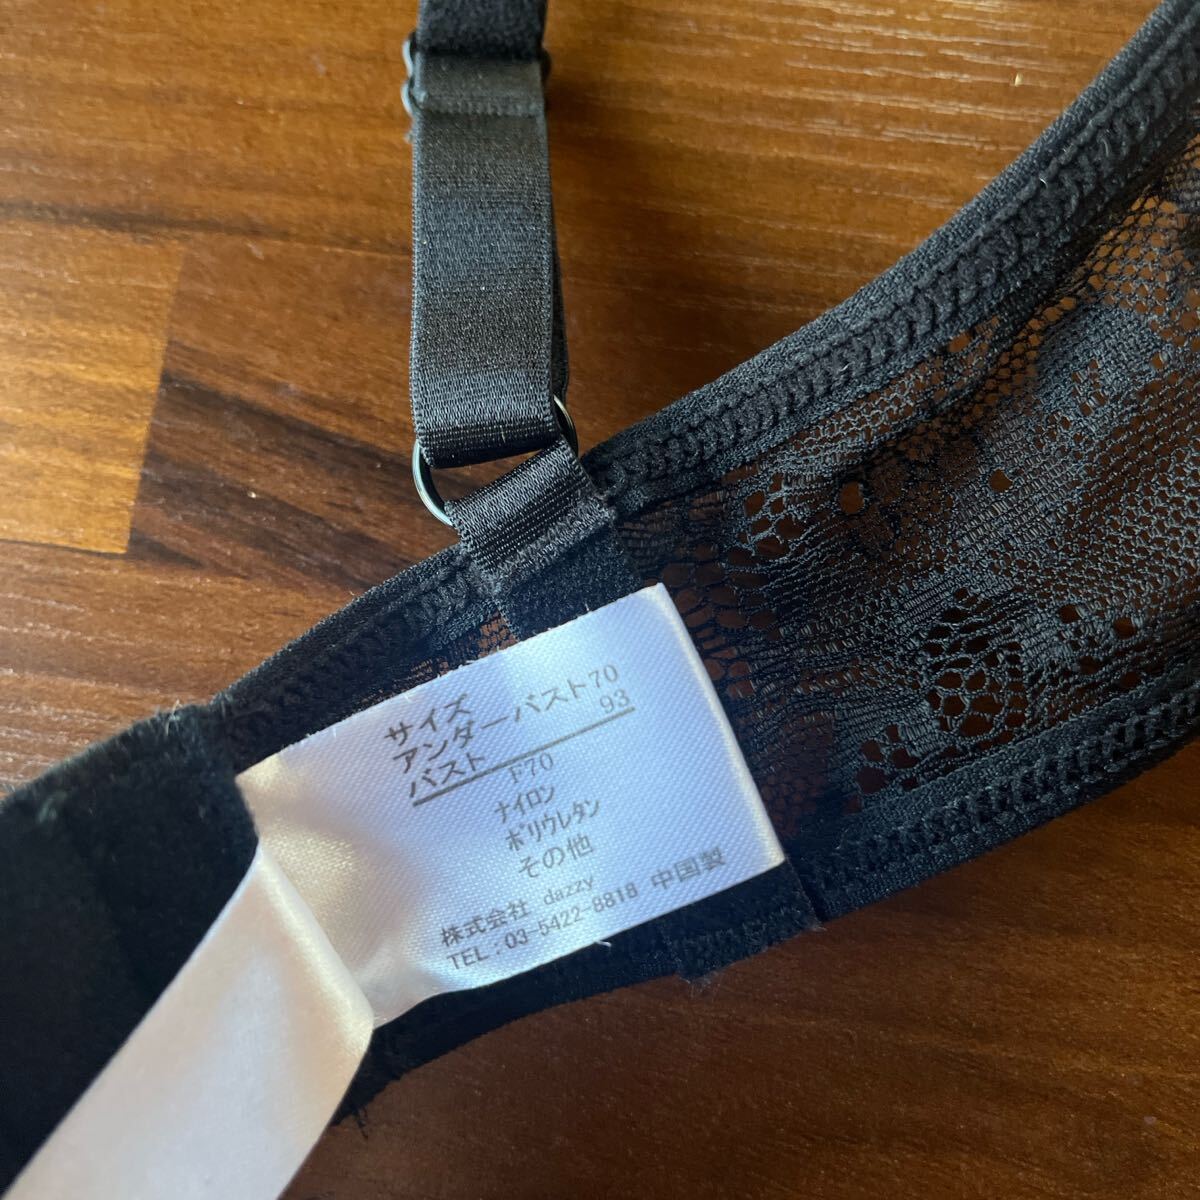 サイズ
アンダーバスト70
バスト 93
F70
ナイロン
ポリウレタン
その他
株式会社 dazzy
TEL：03-5422-8818 中国製